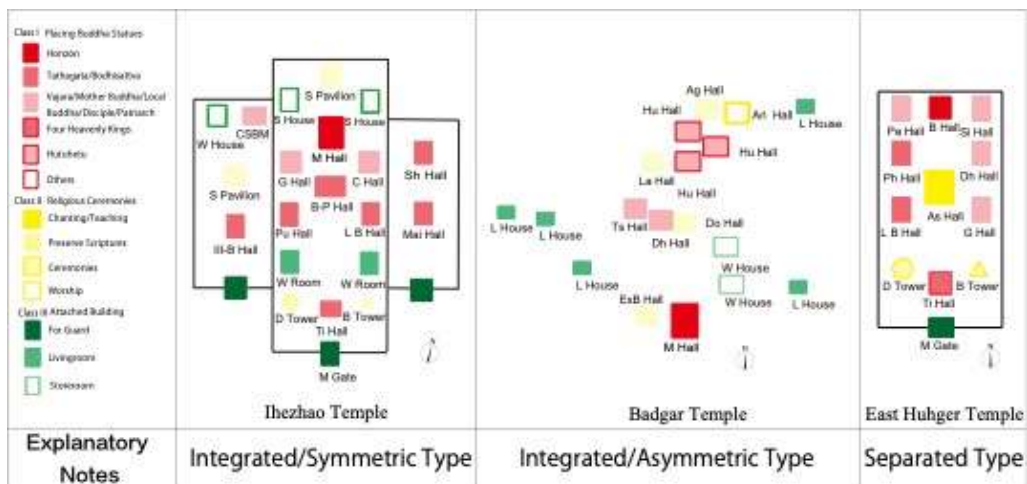 Class I Placing Buddha Statues
Honzon
Tathagata/Bodhisattva
Vajara/Mother Buddha/Local
Buddha/Disciple/Patriarch
Four Heavenly Kings
Hutuhetu
Others
Class II Religious Ceremonies
Chanting/Teaching
Preserve Scriptures
Ceremonies
Worship
Class III Attached Building
For Guard
Livingroom
Storeroom
Explanatory
Notes
S Pavilion
S House
S House
W House
CSBM
M Hall
Sh Hall
G Hall
C Hall
S Pavilion
B-P Hall
Pu Hall
L B Hall
Mai Hall
III-B Hall
W Room
W Room
D Tower
B Tower
Ti Hall
M Gate
N
Ihezhao Temple
Integrated/Symmetric Type
Ag Hall
Hu Hall
Ari Hall
L House
Hu Hall
La Hall
Hu Hall
L House
L House
Ts Hall
Do Hall
Dh Hall
W House
L House
W House
L House
ExB Hall
M Hall
N
Badgar Temple
Integrated/Asymmetric Type
Pa Hall
B Hall
Si Hall
Ph Hall
Dh Hall
As Hall
L B Hall
G Hall
D Tower
B Tower
Ti Hall
M Gate
N
East Huhger Temple
Separated Type